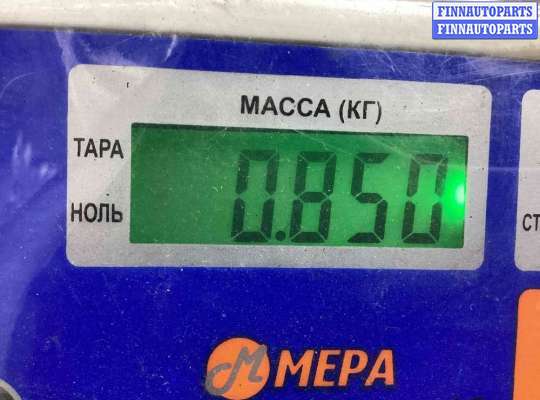 FINNAUTOPARTS
FINNAUTOPARTS
МАССА (КГ)
ТАРА
0.850
НОЛЬ
СТ
МЕРА